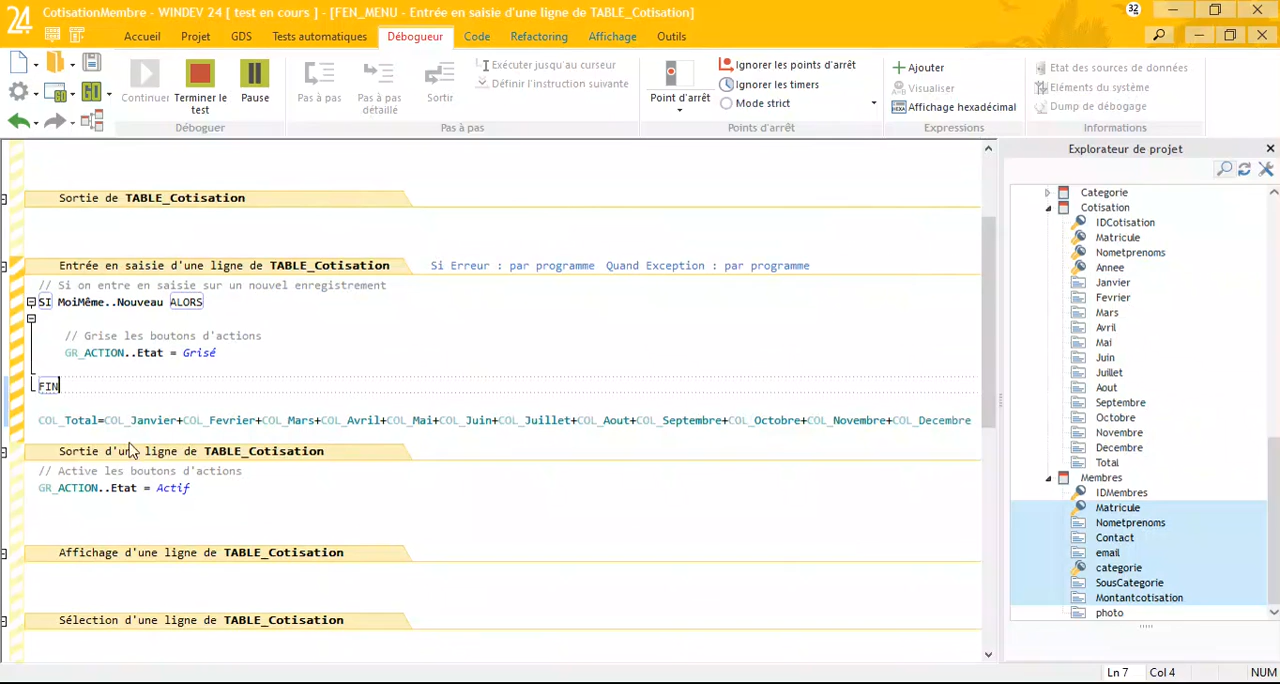 24
CotisationMembre - WINDEV 24 [ test en cours ] - [FEN_MENU - Entrée en saisie d'une ligne de TABLE_Cotisation]
32
Accueil Projet GDS Tests automatiques Débogueur Code Refactoring Affichage Outils
Continuer Terminer le test Pause
Déboguer
Pas à pas Pas à pas détaillé Sortir
Exécuter jusqu'au curseur
Définir l'instruction suivante
Pas à pas
Point d'arrêt
Ignorer les points d'arrêt
Ignorer les timers
Mode strict
Points d'arrêt
Ajouter
Visualiser
Affichage hexadécimal
Expressions
Etat des sources de données
Eléments du système
Dump de débogage
Informations
GO
GO
Sortie de TABLE_Cotisation
Entrée en saisie d'une ligne de TABLE_Cotisation Si Erreur : par programme Quand Exception : par programme
// Si on entre en saisie sur un nouvel enregistrement
SI MoiMême..Nouveau ALORS
// Grise les boutons d'actions
GR_ACTION..Etat = Grisé
FIN
COL_Total=COL_Janvier+COL_Fevrier+COL_Mars+COL_Avril+COL_Mai+COL_Juin+COL_Juillet+COL_Aout+COL_Septembre+COL_Octobre+COL_Novembre+COL_Decembre
Sortie d'une ligne de TABLE_Cotisation
// Active les boutons d'actions
GR_ACTION..Etat = Actif
Affichage d'une ligne de TABLE_Cotisation
Sélection d'une ligne de TABLE_Cotisation
Explorateur de projet
Categorie
Cotisation
IDCotisation
Matricule
Nometprenoms
Annee
Janvier
Fevrier
Mars
Avril
Mai
Juin
Juillet
Aout
Septembre
Octobre
Novembre
Decembre
Total
Membres
IDMembres
Matricule
Nometprenoms
Contact
email
categorie
SousCategorie
Montantcotisation
photo
Ln 7 Col 4 NUM